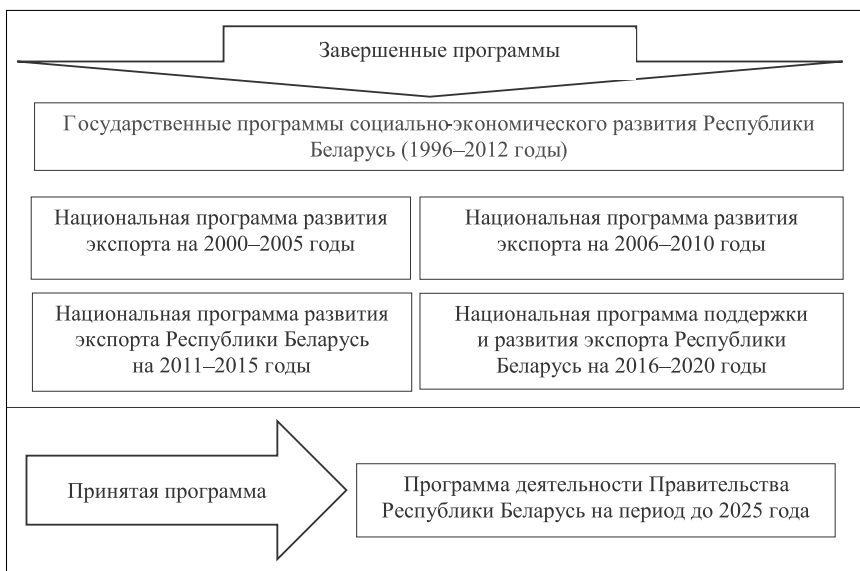 Завершенные программы
Государственные программы социально-экономического развития Республики
Беларусь (1996–2012 годы)
Национальная программа развития
экспорта на 2000–2005 годы
Национальная программа развития
экспорта на 2006–2010 годы
Национальная программа развития
экспорта Республики Беларусь
на 2011–2015 годы
Национальная программа поддержки
и развития экспорта Республики
Беларусь на 2016–2020 годы
Принятая программа
Программа деятельности Правительства
Республики Беларусь на период до 2025 года